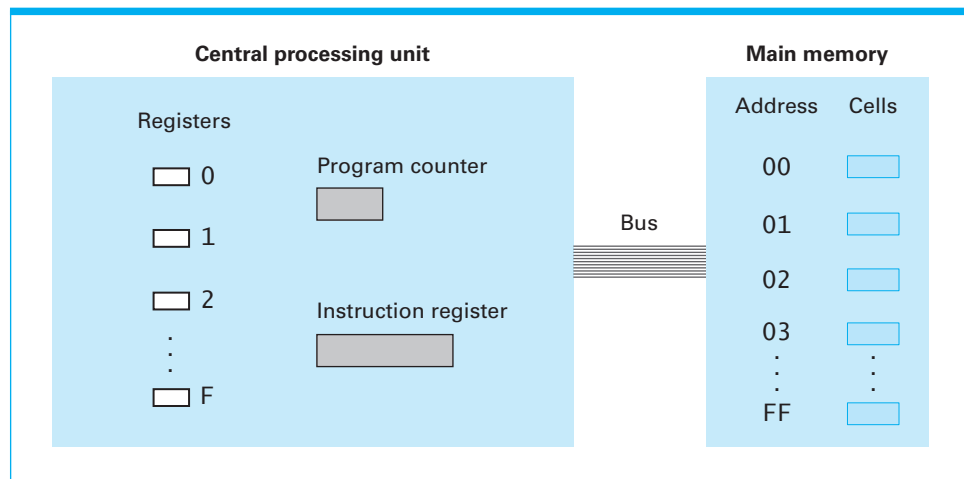 Central processing unit
Main memory
Registers
0
1
2
.
.
.
F
Program counter
Instruction register
Bus
Address Cells
00
01
02
03
. .
. .
. .
FF